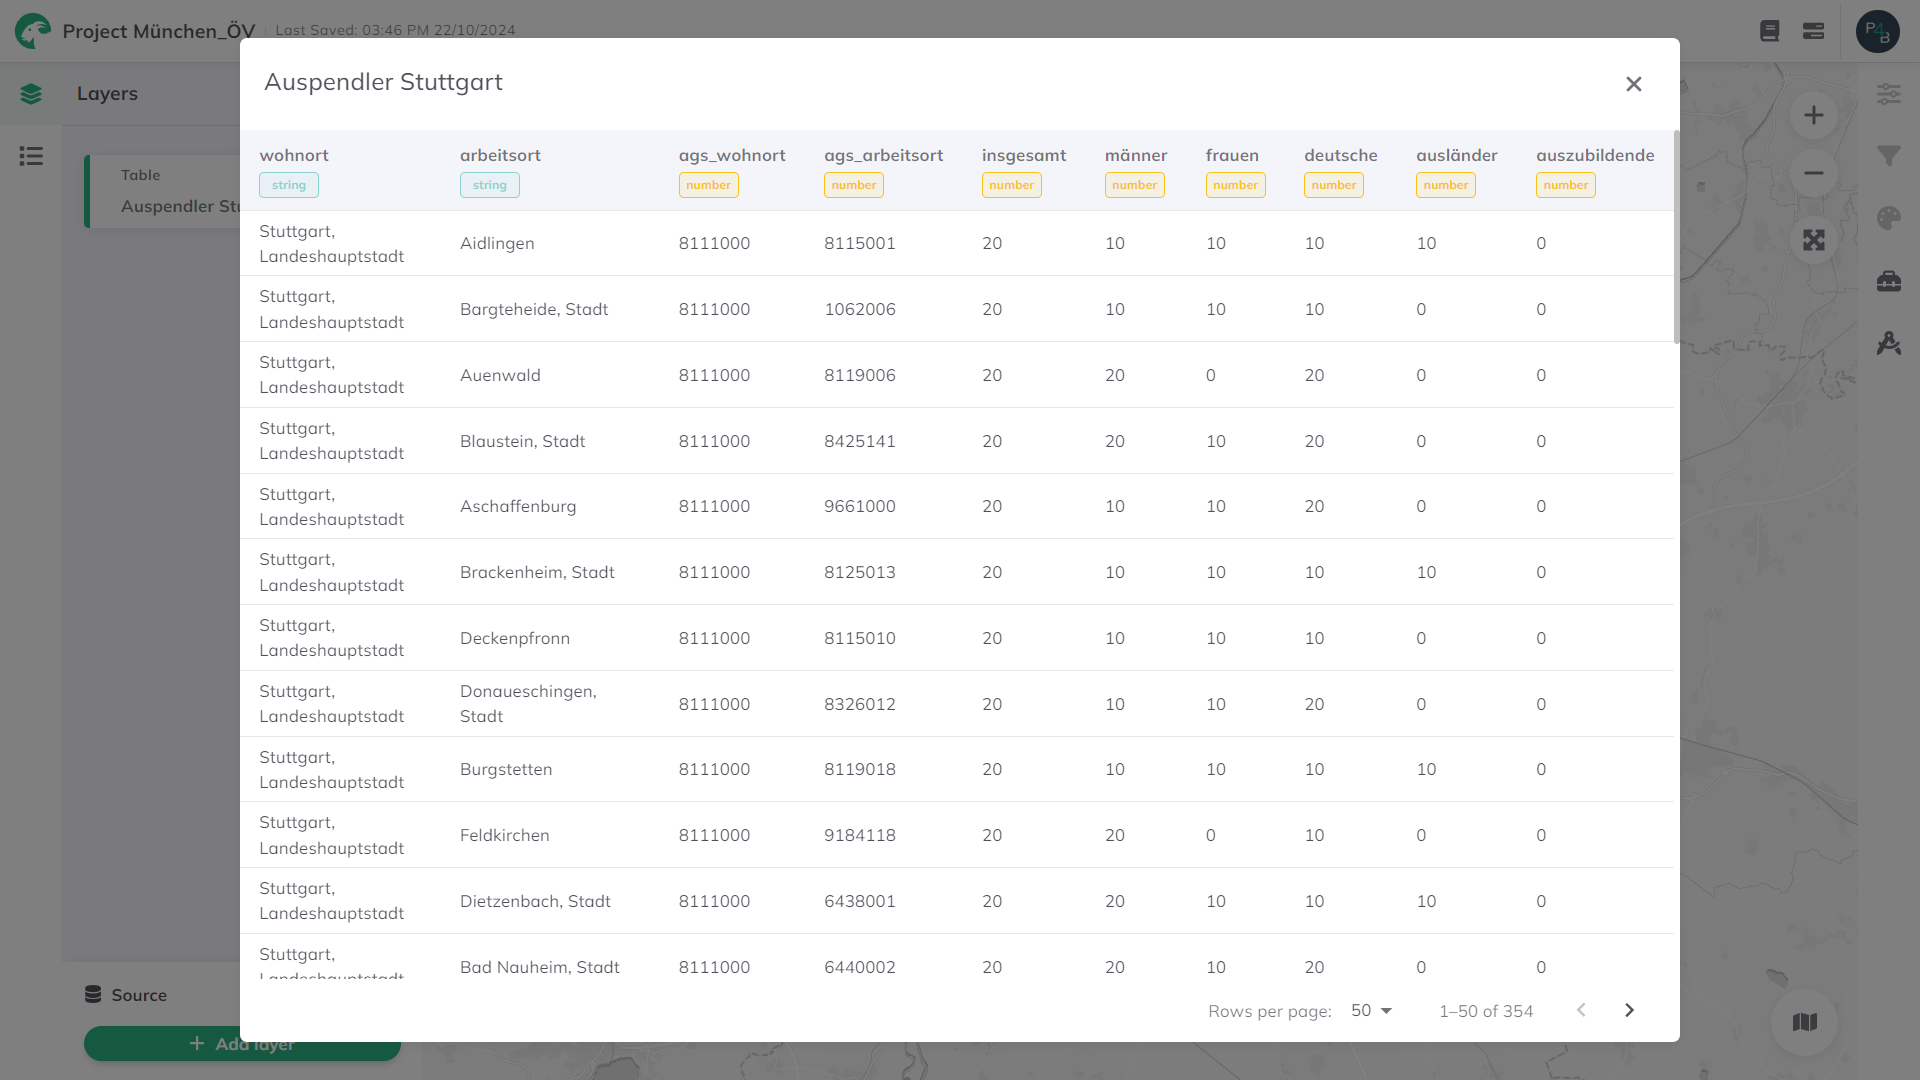 Project München_ÖV
Last Saved: 03:46 PM 22/10/2024
Layers
Table
Auspendler Stuttgart
wohnort arbeitsort ags_wohnort ags_arbeitsort insgesamt männer frauen deutsche ausländer auszubildende
string string number number number number number number number number
Stuttgart, Landeshauptstadt Aidlingen 8111000 8115001 20 10 10 10 10 0
Stuttgart, Landeshauptstadt Bargteheide, Stadt 8111000 1062006 20 10 10 10 0 0
Stuttgart, Landeshauptstadt Auenwald 8111000 8119006 20 20 0 20 0 0
Stuttgart, Landeshauptstadt Blaustein, Stadt 8111000 8425141 20 20 10 20 0 0
Stuttgart, Landeshauptstadt Aschaffenburg 8111000 9661000 20 10 10 20 0 0
Stuttgart, Landeshauptstadt Brackenheim, Stadt 8111000 8125013 20 10 10 10 10 0
Stuttgart, Landeshauptstadt Deckenpfronn 8111000 8115010 20 10 10 10 0 0
Stuttgart, Landeshauptstadt Donaueschingen, Stadt 8111000 8326012 20 10 10 20 0 0
Stuttgart, Landeshauptstadt Burgstetten 8111000 8119018 20 10 10 10 10 0
Stuttgart, Landeshauptstadt Feldkirchen 8111000 9184118 20 20 0 10 0 0
Stuttgart, Landeshauptstadt Dietzenbach, Stadt 8111000 6438001 20 20 10 10 10 0
Stuttgart, Landeshauptstadt Bad Nauheim, Stadt 8111000 6440002 20 20 10 20 0 0
Rows per page: 50 1–50 of 354
Source
Add layer
P4B